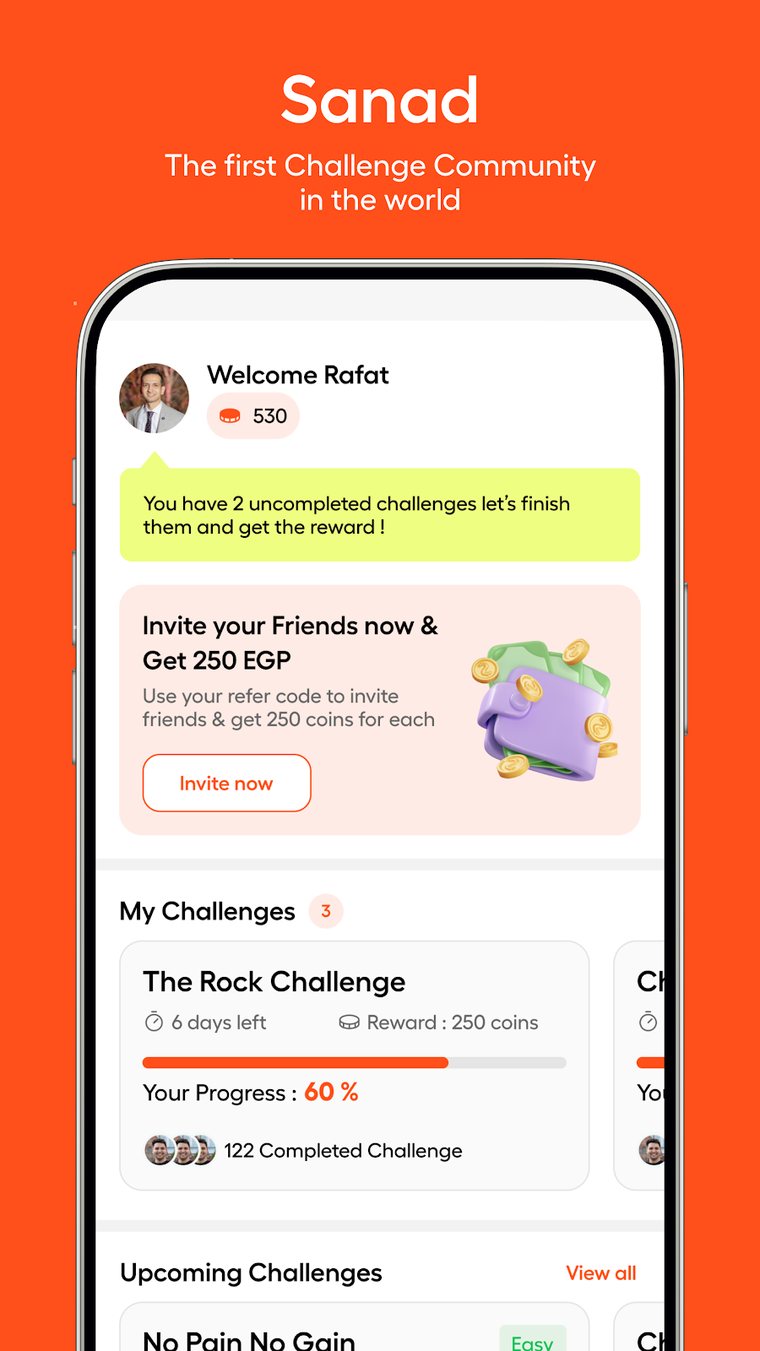 Sanad
The first Challenge Community
in the world
Welcome Rafat
530
You have 2 uncompleted challenges let's finish
them and get the reward !
Invite your Friends now &
Get 250 EGP
Use your refer code to invite
friends & get 250 coins for each
Invite now
My Challenges 3
The Rock Challenge
6 days left Reward : 250 coins
Your Progress : 60 %
122 Completed Challenge
Upcoming Challenges View all
No Pain No Gain Easy